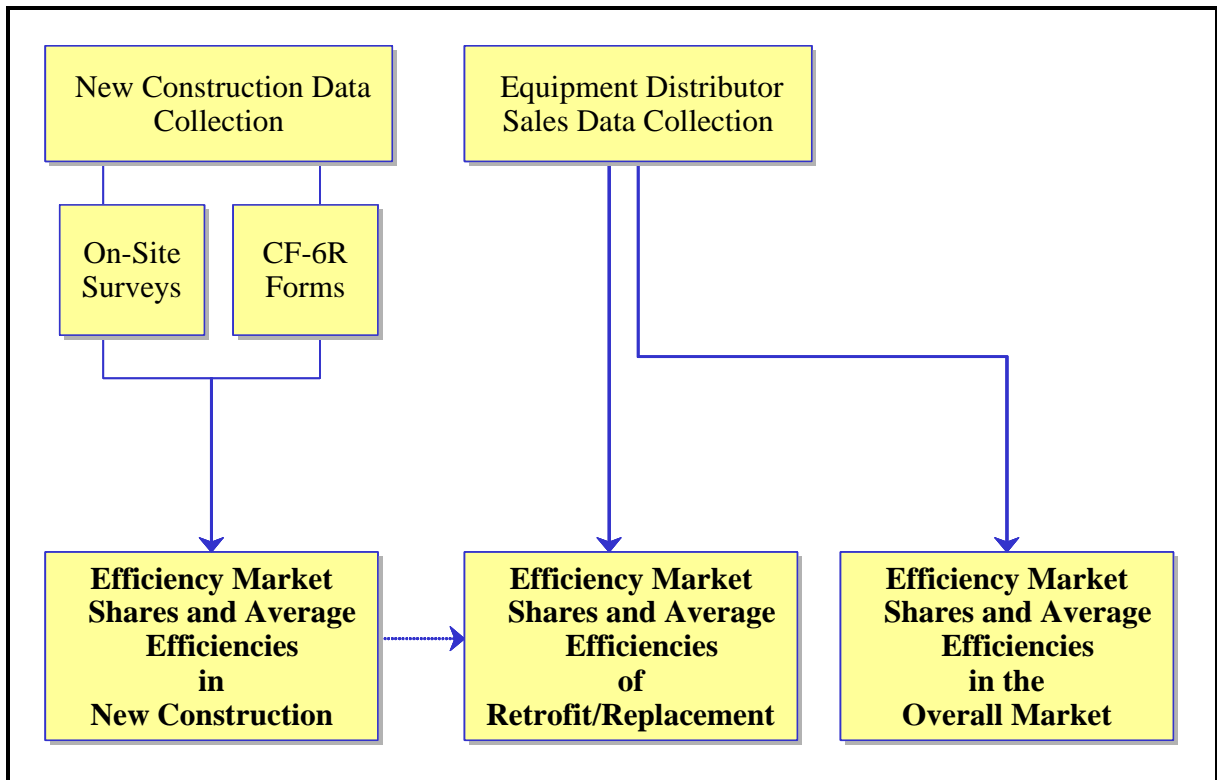 New Construction Data
Collection
Equipment Distributor
Sales Data Collection
On-Site
Surveys
CF-6R
Forms
Efficiency Market
Shares and Average
Efficiencies
in
New Construction
Efficiency Market
Shares and Average
Efficiencies
of
Retrofit/Replacement
Efficiency Market
Shares and Average
Efficiencies
in the
Overall Market